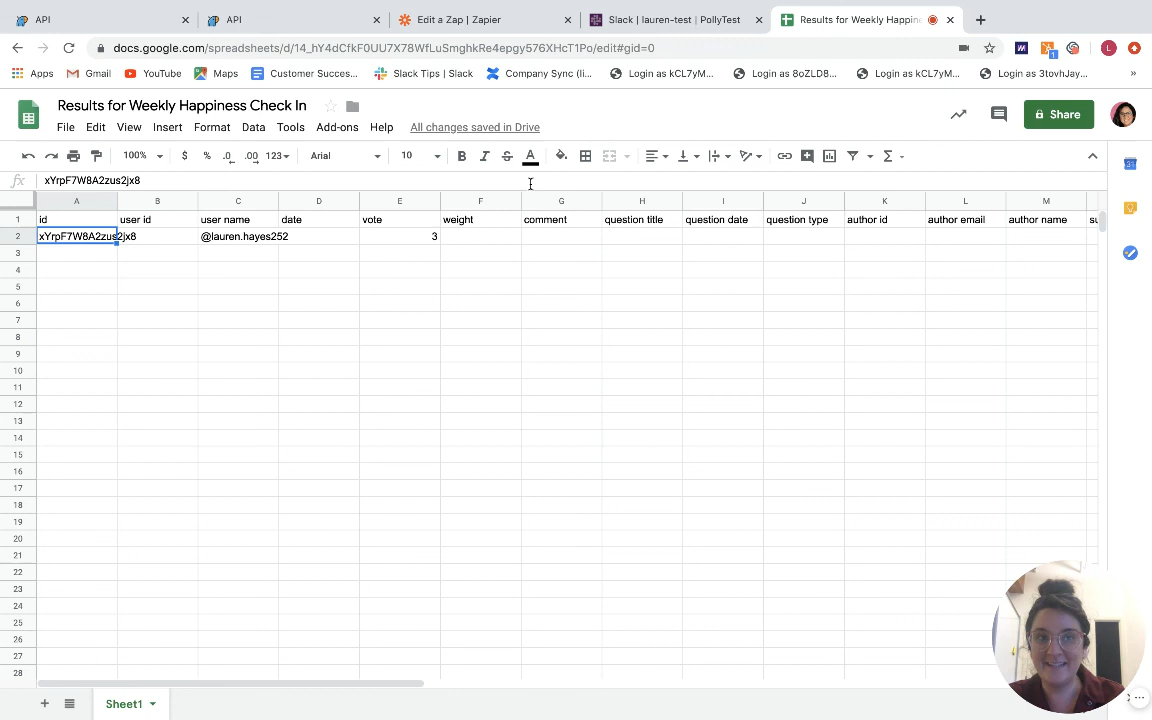 API
API
Edit a Zap | Zapier
Slack | lauren-test | PollyTest
Results for Weekly Happine
docs.google.com/spreadsheets/d/14_hY4dCfkF0UU7X78WfLuSmghkRe4epgy576XHcT1Po/edit#gid=0
Apps Gmail YouTube Maps Customer Succes... Slack Tips | Slack Company Sync (li... Login as kCL7yM... Login as 8oZLD8... Login as kCL7yM... Login as 3tovhJay... »
Results for Weekly Happiness Check In
File Edit View Insert Format Data Tools Add-ons Help All changes saved in Drive
Share
100% $ % .0 .00 123 Arial 10 B I S A
fx xYrpF7W8A2zus2jx8
A B C D E F G H I J K L M
1 id user id user name date vote weight comment question title question date question type author id author email author name su
2 xYrpF7W8A2zus2jx8 @lauren.hayes252 3
3
4
5
6
7
8
9
10
11
12
13
14
15
16
17
18
19
20
21
22
23
24
25
26
27
28
Sheet1